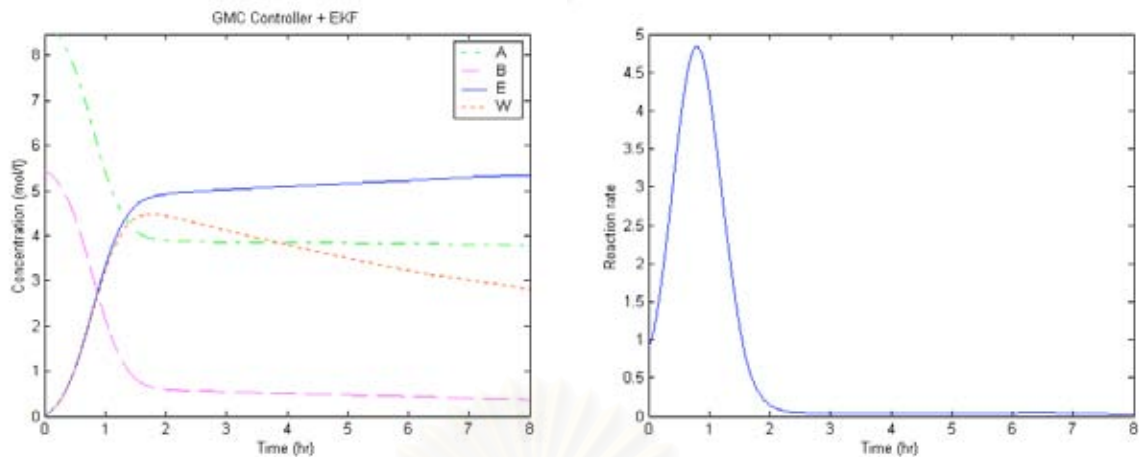 GMC Controller + EKF
8
7
6
5
4
3
2
1
0
Concentration (mol/l)
A
B
E
W
0 1 2 3 4 5 6 7 8
Time (hr)
5
4.5
4
3.5
3
2.5
2
1.5
1
0.5
0
Reaction rate
0 1 2 3 4 5 6 7 8
Time (hr)